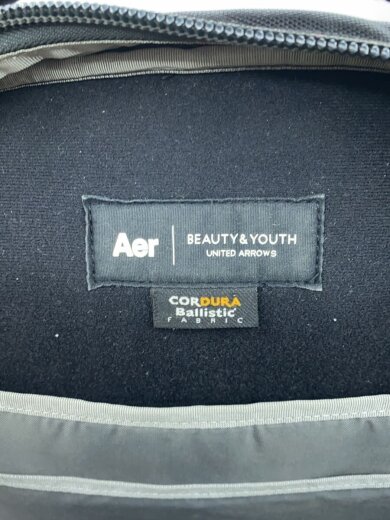 Aer | BEAUTY&YOUTH
UNITED ARROWS
CORDURA
Ballistic
FABRIC